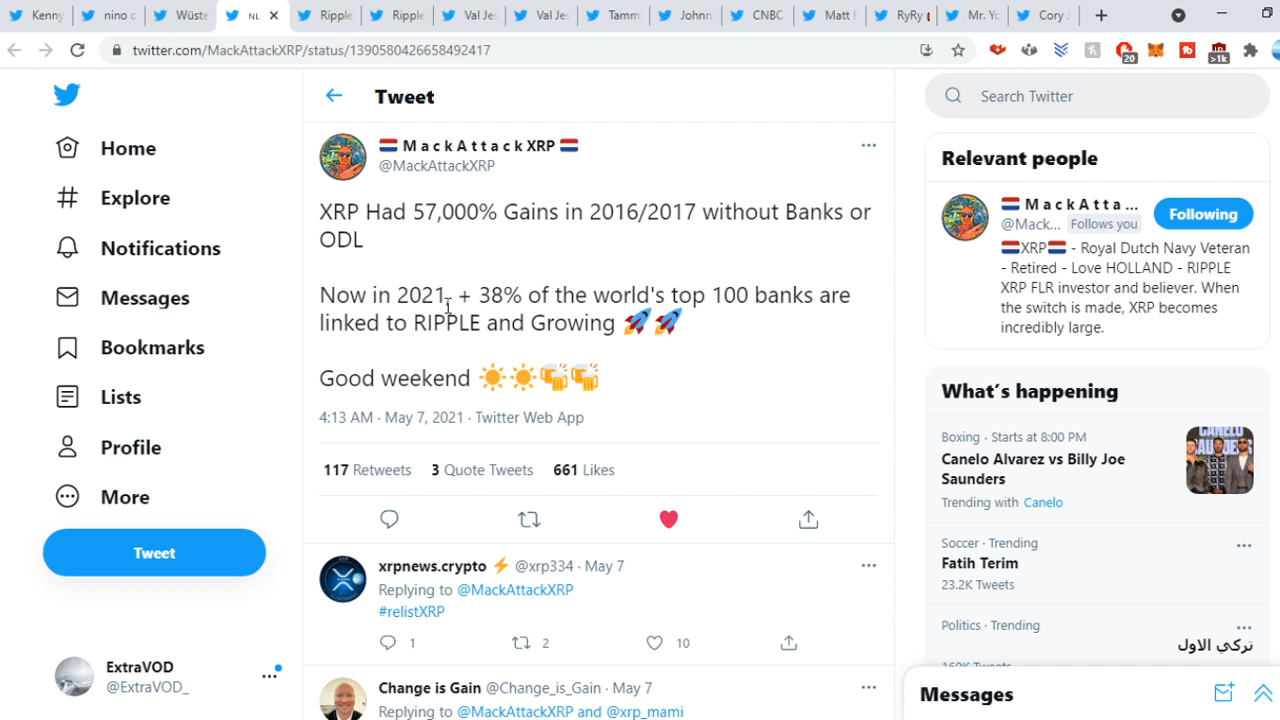 Kenny
nino c
Wüste
NL
Ripple
Ripple
Val Jes
Val Jes
Tamm
Johnn
CNBC
Matt H
RyRy
Mr. Yo
Cory J
twitter.com/MackAttackXRP/status/1390580426658492417
20
>1k
Home
Explore
Notifications
Messages
Bookmarks
Lists
Profile
More
Tweet
ExtraVOD
@ExtraVOD_
Tweet
M a c k A t t a c k XRP
@MackAttackXRP
XRP Had 57,000% Gains in 2016/2017 without Banks or
ODL
Now in 2021 + 38% of the world's top 100 banks are
linked to RIPPLE and Growing 🚀🚀
Good weekend ☀️☀️🍻🍻
4:13 AM · May 7, 2021 · Twitter Web App
117 Retweets 3 Quote Tweets 661 Likes
xrpnews.crypto ⚡ @xrp334 · May 7
Replying to @MackAttackXRP
#relistXRP
1 2 10
Change is Gain @Change_is_Gain · May 7
Replying to @MackAttackXRP and @xrp_mami
Search Twitter
Relevant people
M a c k A t t a ...
@Mack... Follows you
Following
XRP - Royal Dutch Navy Veteran
- Retired - Love HOLLAND - RIPPLE
XRP FLR investor and believer. When
the switch is made, XRP becomes
incredibly large.
What's happening
Boxing · Starts at 8:00 PM
Canelo Alvarez vs Billy Joe
Saunders
Trending with Canelo
Soccer · Trending
Fatih Terim
23.2K Tweets
Politics · Trending
تركي الاول
Messages